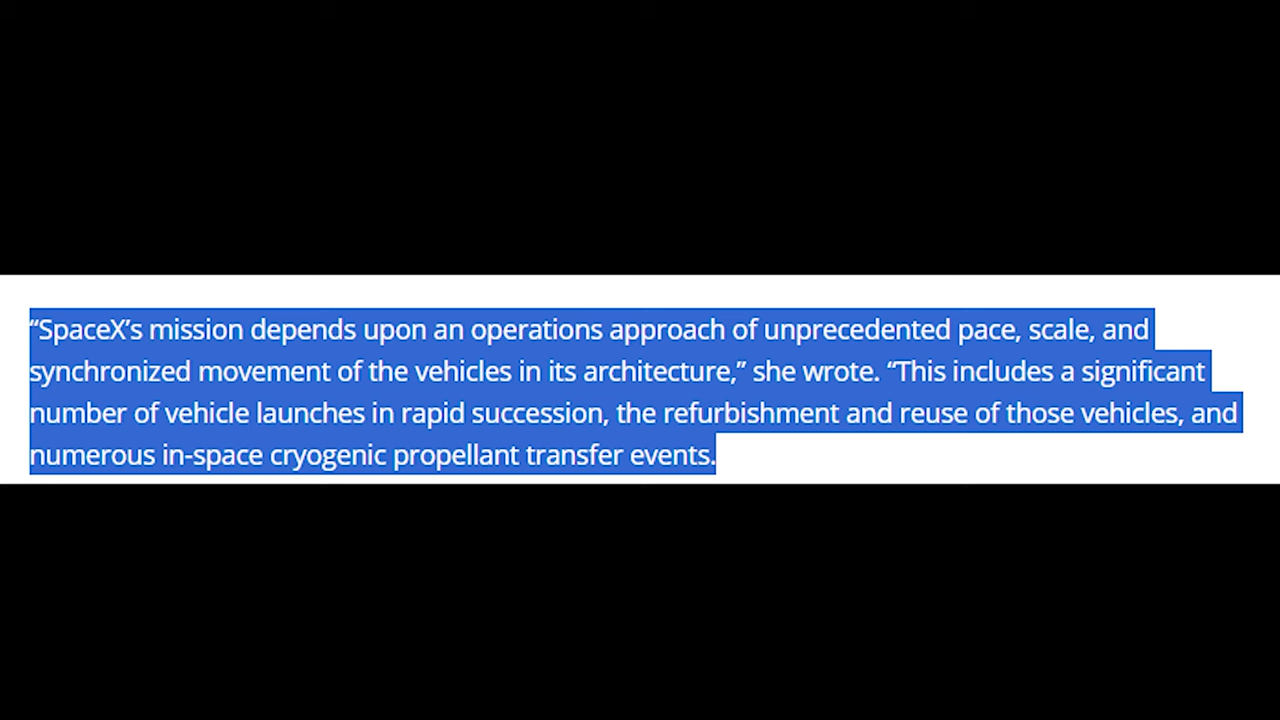 “SpaceX’s mission depends upon an operations approach of unprecedented pace, scale, and
synchronized movement of the vehicles in its architecture,” she wrote. “This includes a significant
number of vehicle launches in rapid succession, the refurbishment and reuse of those vehicles, and
numerous in-space cryogenic propellant transfer events.